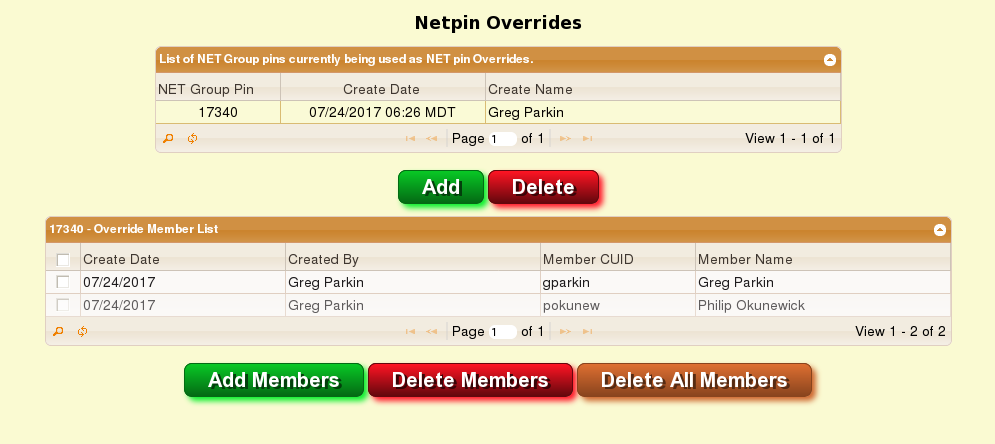 Netpin Overrides
List of NET Group pins currently being used as NET pin Overrides.
NET Group Pin Create Date Create Name
17340 07/24/2017 06:26 MDT Greg Parkin
Page 1 of 1 View 1 - 1 of 1
Add Delete
17340 - Override Member List
Create Date Created By Member CUID Member Name
07/24/2017 Greg Parkin gparkin Greg Parkin
07/24/2017 Greg Parkin pokunew Philip Okunewick
Page 1 of 1 View 1 - 2 of 2
Add Members Delete Members Delete All Members